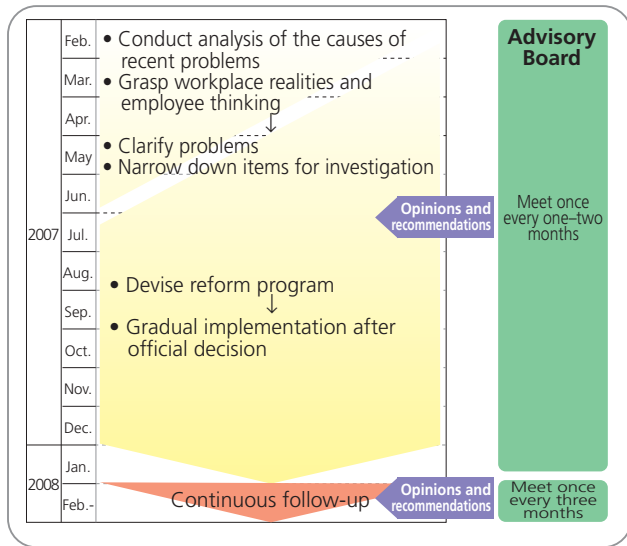 2007
2008
Feb.
Mar.
Apr.
May
Jun.
Jul.
Aug.
Sep.
Oct.
Nov.
Dec.
Jan.
Feb.-
• Conduct analysis of the causes of
recent problems
• Grasp workplace realities and
employee thinking
↓
• Clarify problems
• Narrow down items for investigation
• Devise reform program
↓
• Gradual implementation after
official decision
Continuous follow-up
Opinions and
recommendations
Opinions and
recommendations
Advisory
Board
Meet once
every one–two
months
Meet once
every three
months